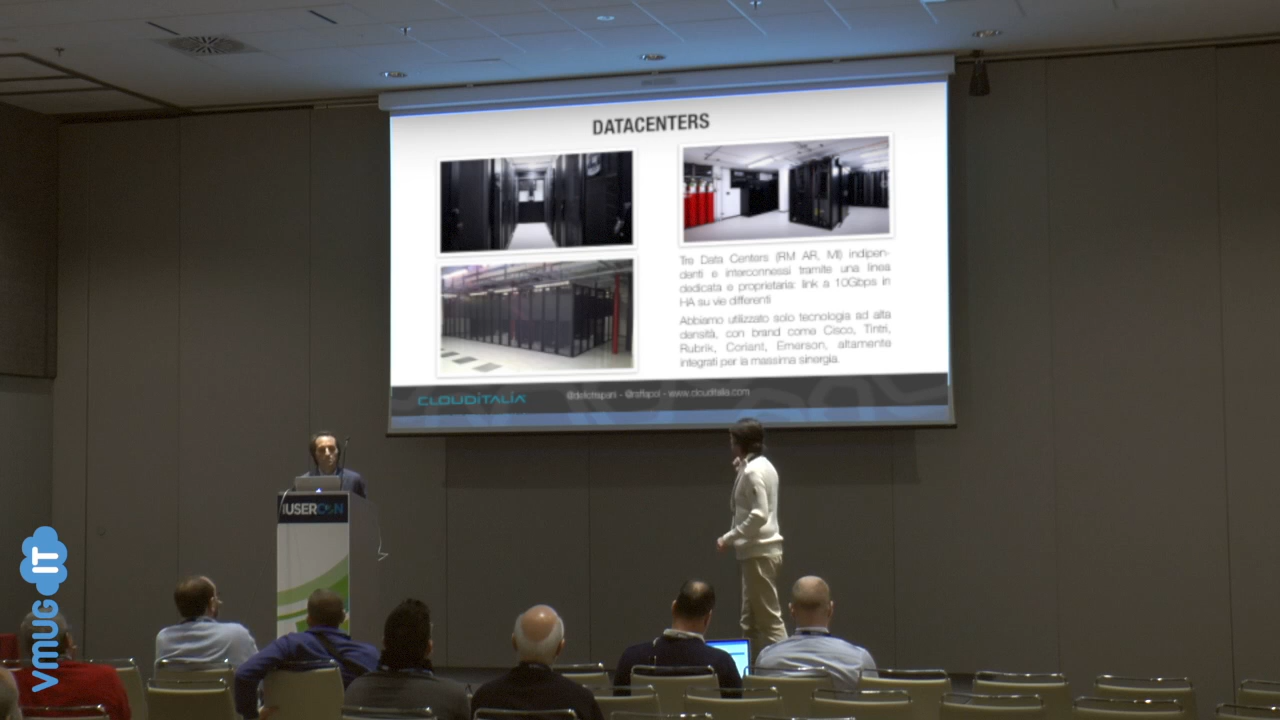 DATACENTERS
Tre Data Centers (RM AR, MI) indipen-
denti e interconnessi tramite una linea
dedicata e proprietaria: link a 10Gbps in
HA su vie differenti
Abbiamo utilizzato solo tecnologia ad alta
densità, con brand come Cisco, Tintri,
Rubrik, Coriant, Emerson, altamente
integrati per la massima sinergia.
CLOUDITALIA
- @raffapol - www.clouditalia.com
IUSERCON
VMUG IT